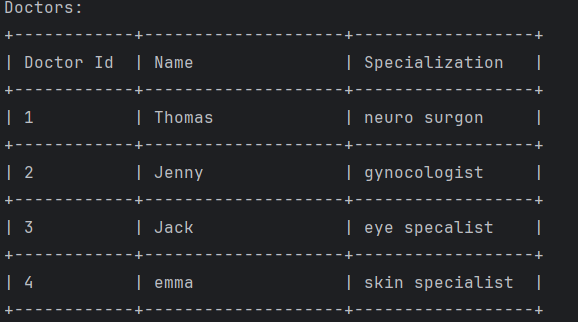 Doctors:
+------------+--------------------+------------------+
| Doctor Id  | Name               | Specialization   |
+------------+--------------------+------------------+
| 1          | Thomas             | neuro surgon     |
+------------+--------------------+------------------+
| 2          | Jenny              | gynocologist     |
+------------+--------------------+------------------+
| 3          | Jack               | eye specalist    |
+------------+--------------------+------------------+
| 4          | emma               | skin specialist  |
+------------+--------------------+------------------+